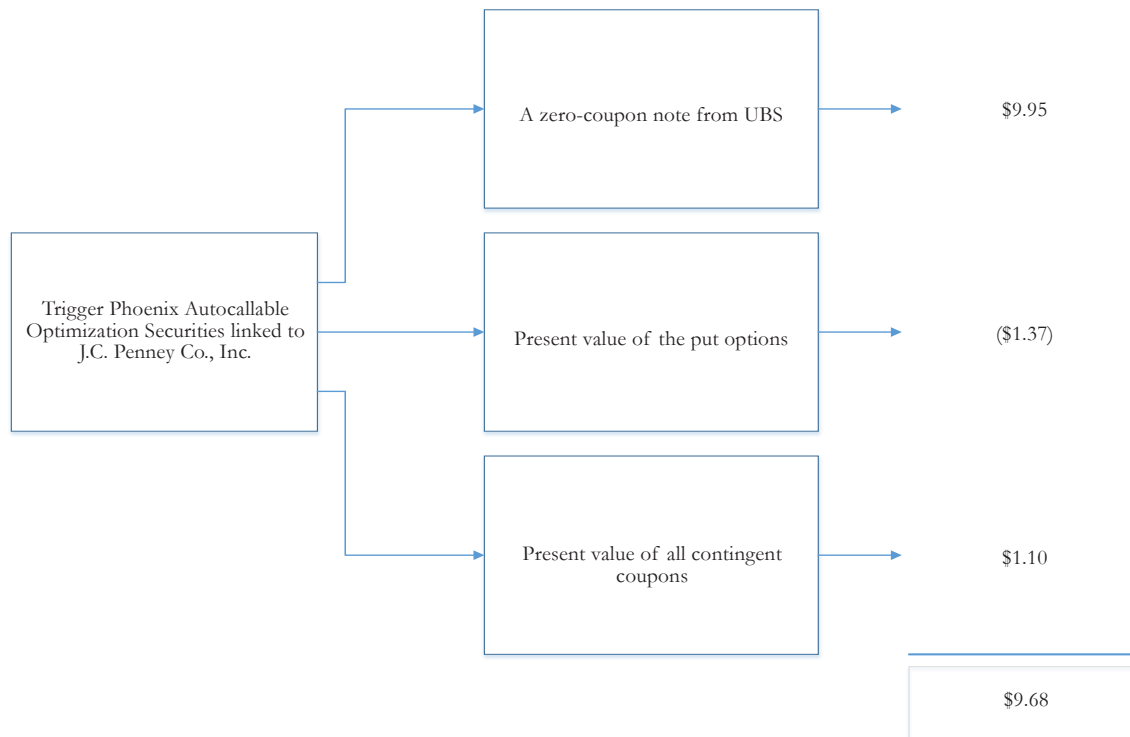 A zero-coupon note from UBS
$9.95
Trigger Phoenix Autocallable
Optimization Securities linked to
J.C. Penney Co., Inc.
Present value of the put options
($1.37)
Present value of all contingent
coupons
$1.10
$9.68